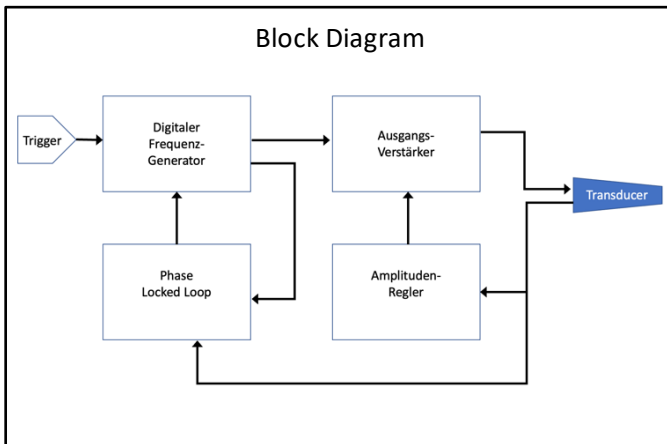 Block Diagram
Trigger
Digitaler
Frequenz-
Generator
Ausgangs-
Verstärker
Transducer
Phase
Locked Loop
Amplituden-
Regler